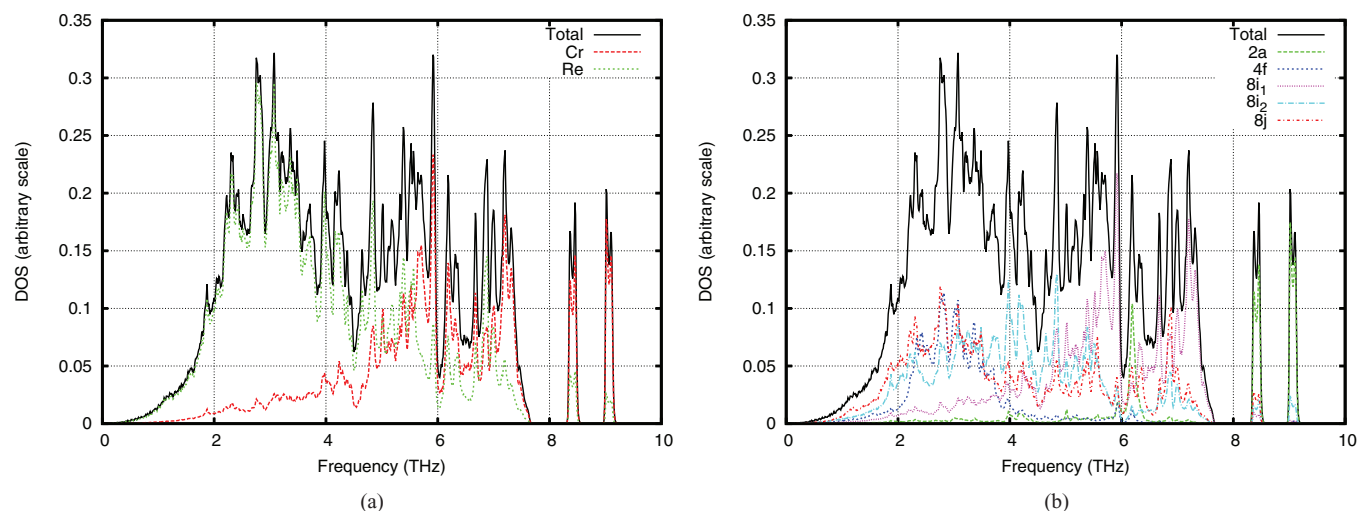 Total
Cr
Re
DOS (arbitrary scale)
0.35
0.3
0.25
0.2
0.15
0.1
0.05
0
0 2 4 6 8 10
Frequency (THz)
(a)
Total
2a
4f
8i₁
8i₂
8j
DOS (arbitrary scale)
0.35
0.3
0.25
0.2
0.15
0.1
0.05
0
0 2 4 6 8 10
Frequency (THz)
(b)